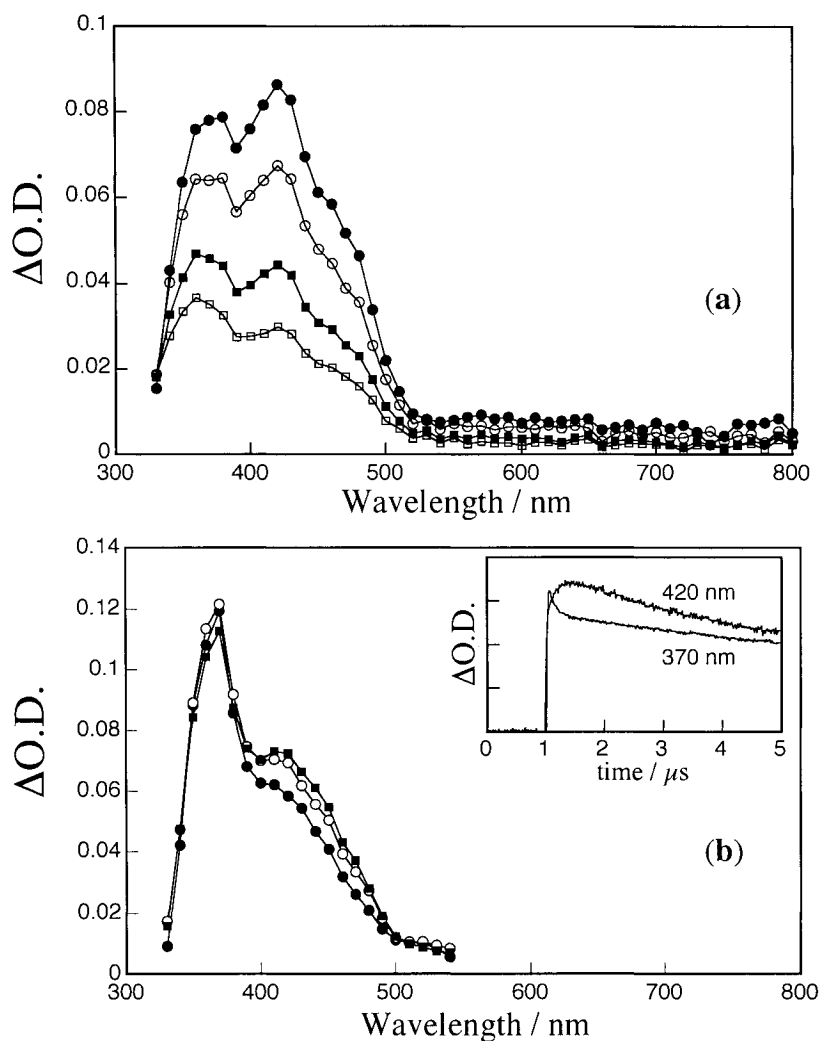 0.1
0.08
0.06
0.04
0.02
0
ΔO.D.
(a)
300 400 500 600 700 800
Wavelength / nm
0.14
0.12
0.1
0.08
0.06
0.04
0.02
0
ΔO.D.
420 nm
370 nm
ΔO.D.
0 1 2 3 4 5
time / μs
(b)
300 400 500 600 700 800
Wavelength / nm